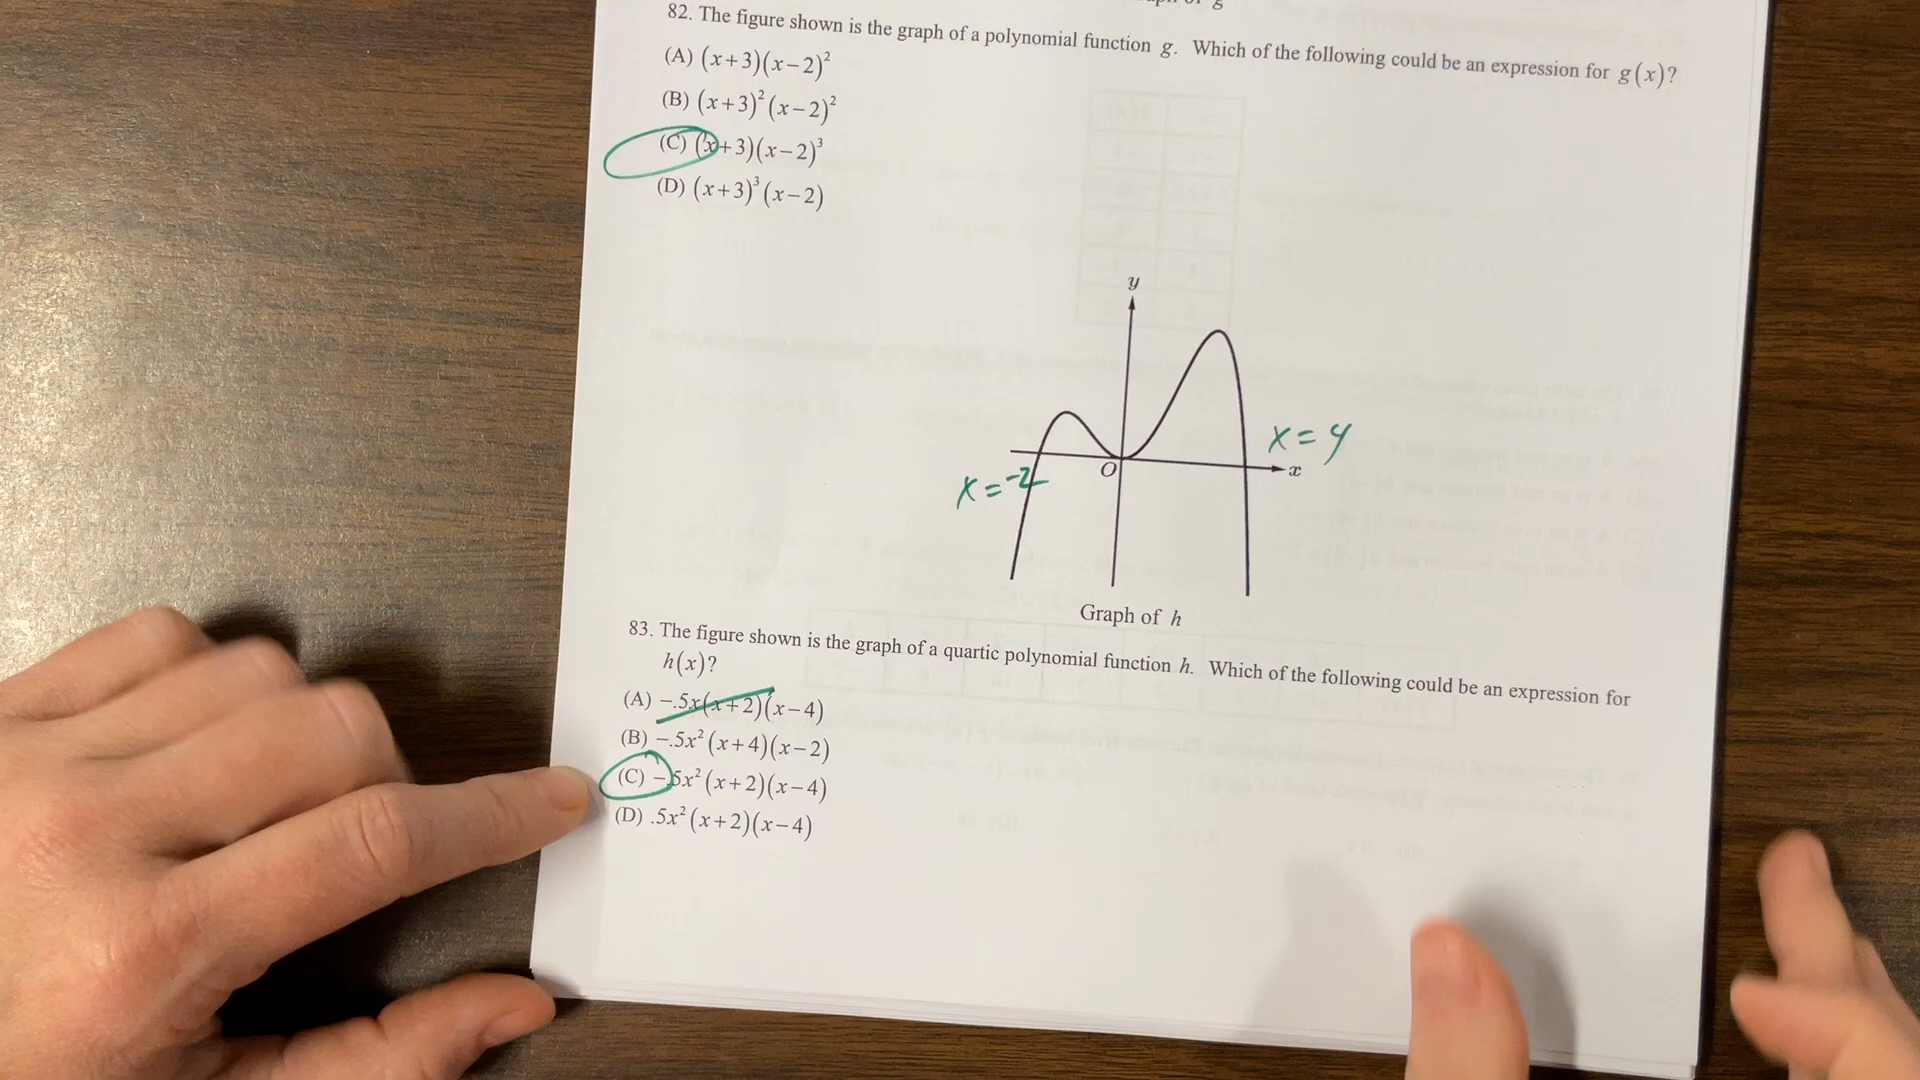 g
82. The figure shown is the graph of a polynomial function g. Which of the following could be an expression for g(x)?
(A) (x+3)(x−2)²
(B) (x+3)²(x−2)²
(C) (x+3)(x−2)³
(D) (x+3)³(x−2)
y
x = 4
x
O
x = -2
Graph of h
83. The figure shown is the graph of a quartic polynomial function h. Which of the following could be an expression for
h(x)?
(A) −.5x(x+2)(x−4)
(B) −.5x²(x+4)(x−2)
(C) −.5x²(x+2)(x−4)
(D) .5x²(x+2)(x−4)